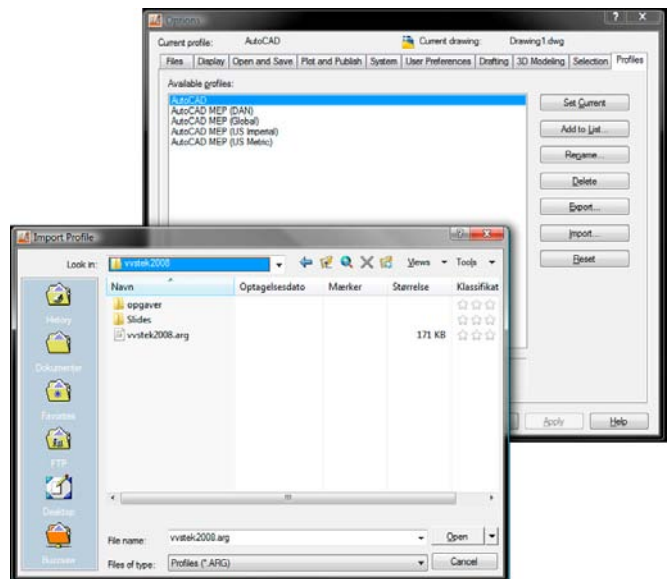 Options
Current profile: AutoCAD Current drawing: Drawing1.dwg
Files Display Open and Save Plot and Publish System User Preferences Drafting 3D Modeling Selection Profiles
Available profiles:
AutoCAD
AutoCAD MEP (DAN)
AutoCAD MEP (Global)
AutoCAD MEP (US Imperial)
AutoCAD MEP (US Metric)
Set Current
Add to List...
Rename...
Delete
Export...
Import...
Reset
Apply Help
Import Profile
Look in: vvstek2008 Views Tools
Navn Optagelsesdato Mærker Størrelse Klassifikat
opgaver
Slides
vvstek2008.arg 171 KB
History
Dokumenter
Favorites
FTP
Desktop
Buzzsaw
File name: vvstek2008.arg Open
Files of type: Profiles (*.ARG) Cancel